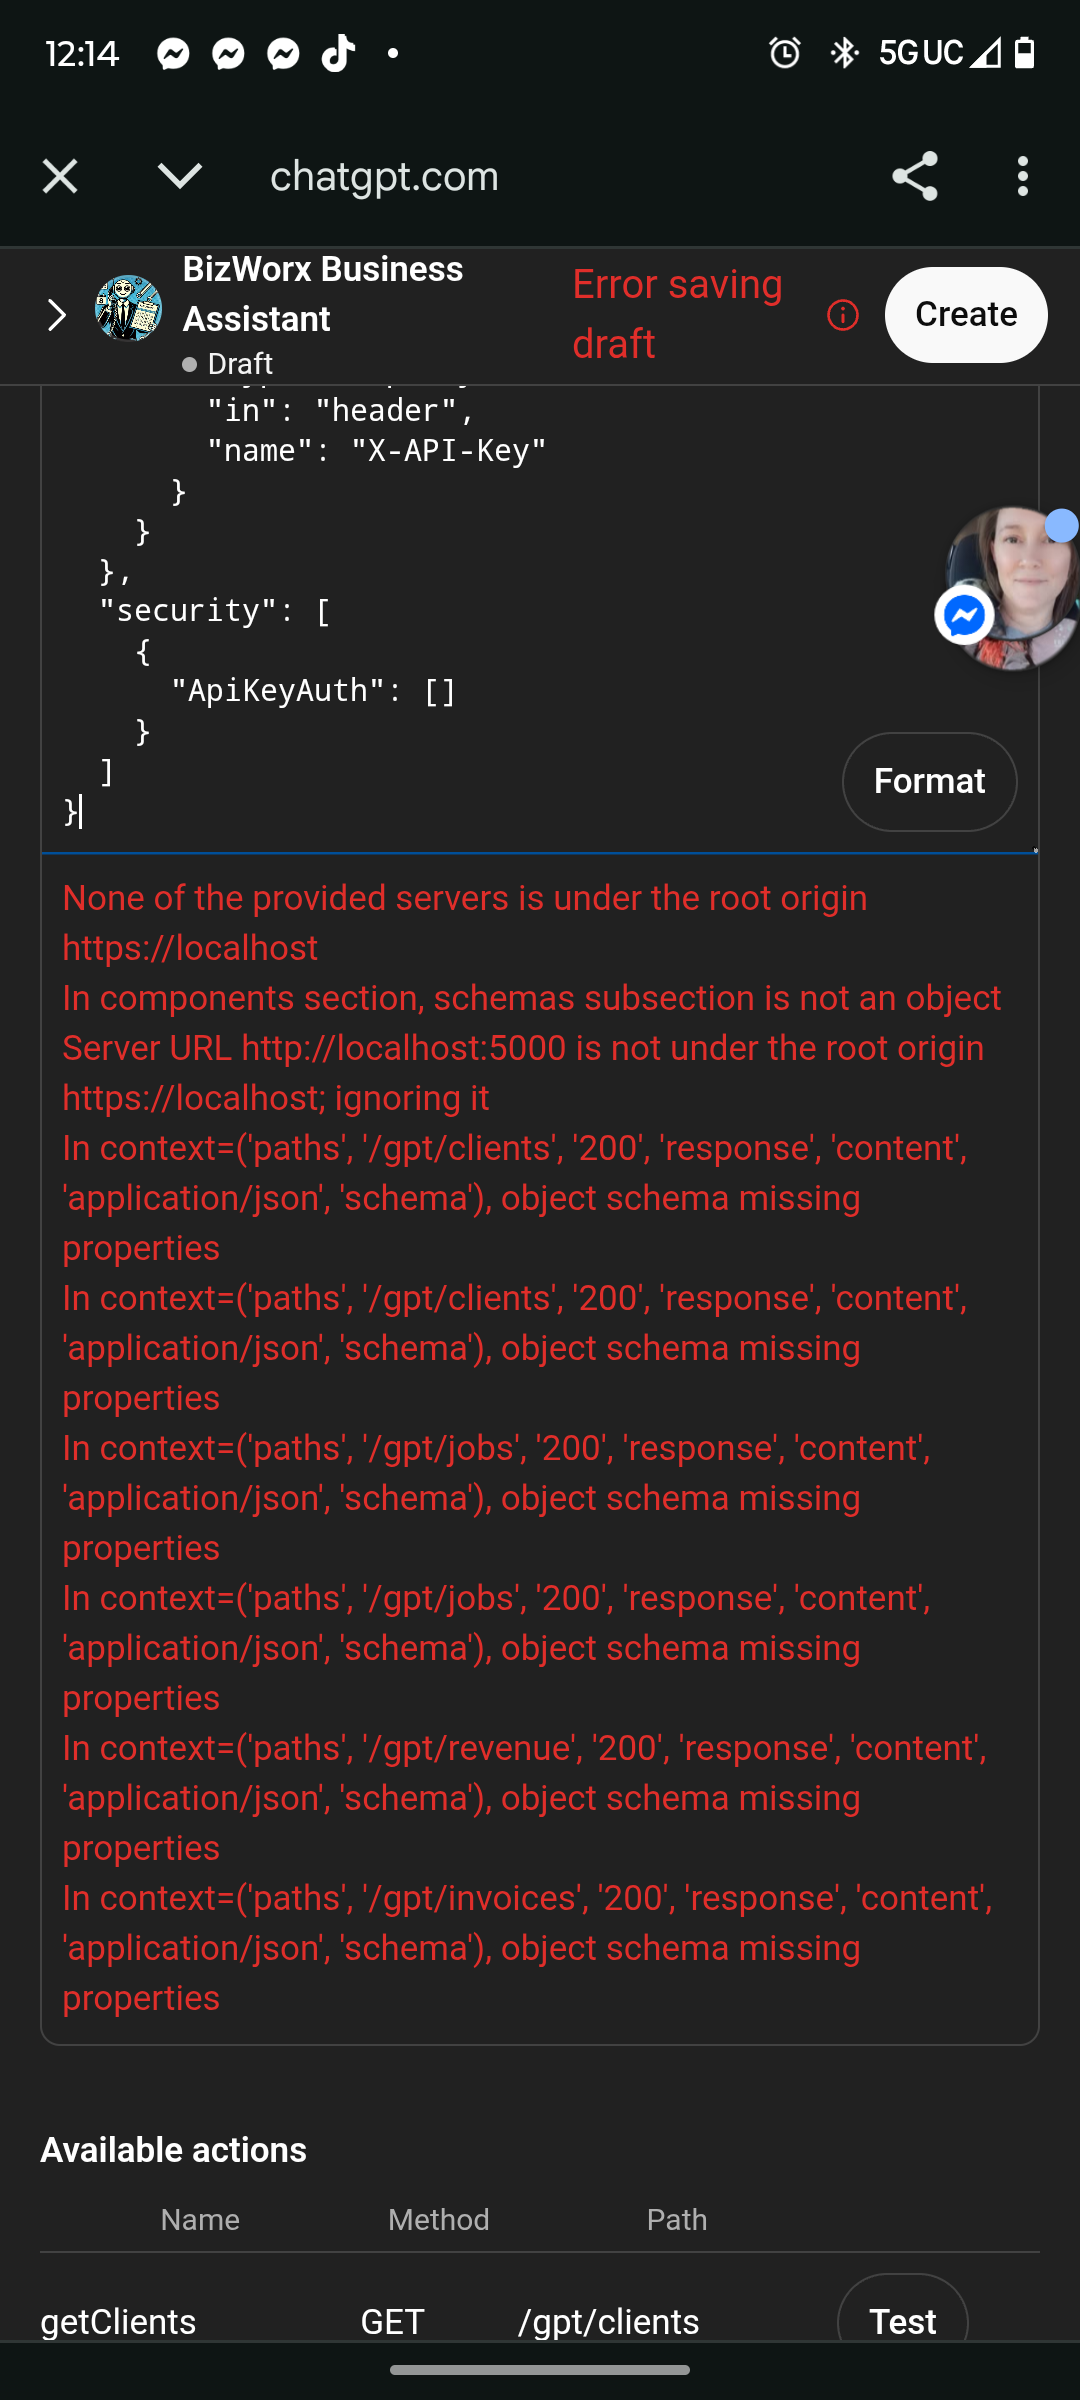 12:14
5G UC
chatgpt.com
BizWorx Business
Assistant
Draft
Error saving
draft
Create
"in": "header",
"name": "X-API-Key"
}
}
},
"security": [
{
"ApiKeyAuth": []
}
]
}
Format
None of the provided servers is under the root origin
https://localhost
In components section, schemas subsection is not an object
Server URL http://localhost:5000 is not under the root origin
https://localhost; ignoring it
In context=('paths', '/gpt/clients', '200', 'response', 'content',
'application/json', 'schema'), object schema missing
properties
In context=('paths', '/gpt/clients', '200', 'response', 'content',
'application/json', 'schema'), object schema missing
properties
In context=('paths', '/gpt/jobs', '200', 'response', 'content',
'application/json', 'schema'), object schema missing
properties
In context=('paths', '/gpt/jobs', '200', 'response', 'content',
'application/json', 'schema'), object schema missing
properties
In context=('paths', '/gpt/revenue', '200', 'response', 'content',
'application/json', 'schema'), object schema missing
properties
In context=('paths', '/gpt/invoices', '200', 'response', 'content',
'application/json', 'schema'), object schema missing
properties
Available actions
Name Method Path
getClients GET /gpt/clients Test